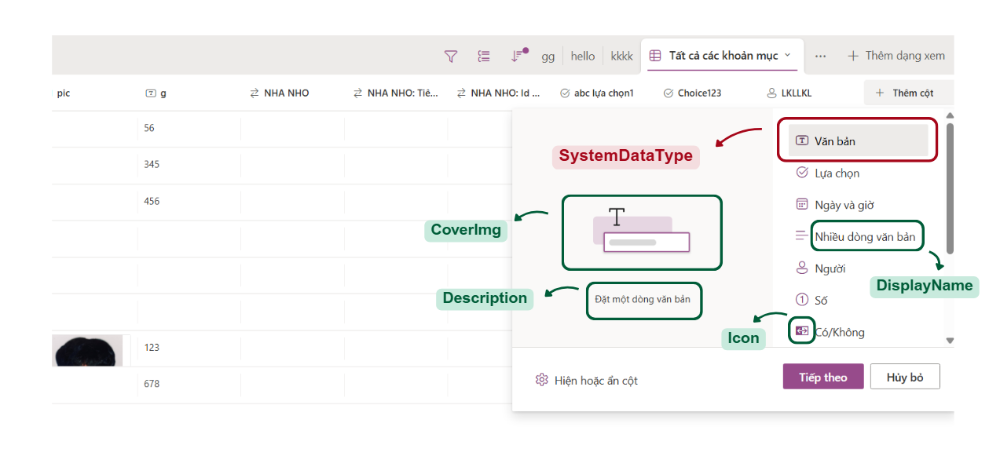 gg hello kkkk Tất cả các khoản mục ... Thêm dạng xem
pic g NHA NHO NHA NHO: Tiê... NHA NHO: Id ... abc lựa chọn1 Choice123 LKLLKL Thêm cột
56
345
456
123
678
SystemDataType
CoverImg
T
Description
Đặt một dòng văn bản
Văn bản
Lựa chọn
Ngày và giờ
Nhiều dòng văn bản
Người
DisplayName
1 Số
Icon
Có/Không
Hiện hoặc ẩn cột
Tiếp theo Hủy bỏ